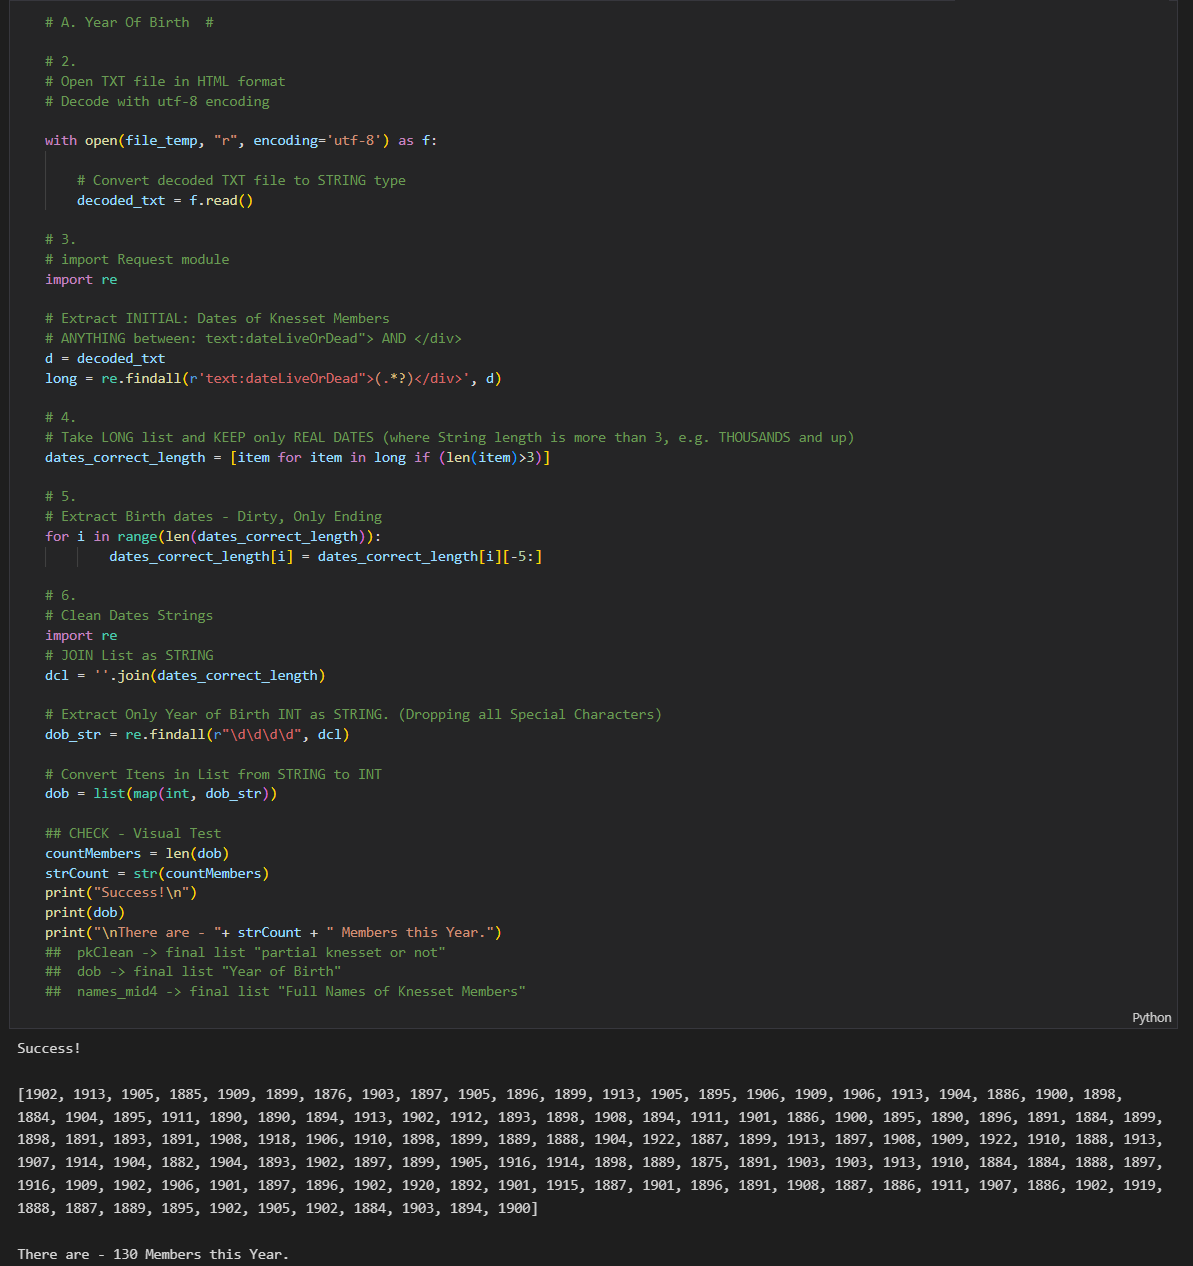 # A. Year Of Birth  #
# 2.
# Open TXT file in HTML format
# Decode with utf-8 encoding
with open(file_temp, "r", encoding='utf-8') as f:
# Convert decoded TXT file to STRING type
decoded_txt = f.read()
# 3.
# import Request module
import re
# Extract INITIAL: Dates of Knesset Members
# ANYTHING between: text:dateLiveOrDead"> AND </div>
d = decoded_txt
long = re.findall(r'text:dateLiveOrDead">(.*?)</div>', d)
# 4.
# Take LONG list and KEEP only REAL DATES (where String length is more than 3, e.g. THOUSANDS and up)
dates_correct_length = [item for item in long if (len(item)>3)]
# 5.
# Extract Birth dates - Dirty, Only Ending
for i in range(len(dates_correct_length)):
dates_correct_length[i] = dates_correct_length[i][-5:]
# 6.
# Clean Dates Strings
import re
# JOIN List as STRING
dcl = ''.join(dates_correct_length)
# Extract Only Year of Birth INT as STRING. (Dropping all Special Characters)
dob_str = re.findall(r"\d\d\d\d", dcl)
# Convert Itens in List from STRING to INT
dob = list(map(int, dob_str))
## CHECK - Visual Test
countMembers = len(dob)
strCount = str(countMembers)
print("Success!\n")
print(dob)
print("\nThere are - "+ strCount + " Members this Year.")
##  pkClean -> final list "partial knesset or not"
##  dob -> final list "Year of Birth"
##  names_mid4 -> final list "Full Names of Knesset Members"
Python
Success!
[1902, 1913, 1905, 1885, 1909, 1899, 1876, 1903, 1897, 1905, 1896, 1899, 1913, 1905, 1895, 1906, 1909, 1906, 1913, 1904, 1886, 1900, 1898,
1884, 1904, 1895, 1911, 1890, 1890, 1894, 1913, 1902, 1912, 1893, 1898, 1908, 1894, 1911, 1901, 1886, 1900, 1895, 1890, 1896, 1891, 1884, 1899,
1898, 1891, 1893, 1891, 1908, 1918, 1906, 1910, 1898, 1899, 1889, 1888, 1904, 1922, 1887, 1899, 1913, 1897, 1908, 1909, 1922, 1910, 1888, 1913,
1907, 1914, 1904, 1882, 1904, 1893, 1902, 1897, 1899, 1905, 1916, 1914, 1898, 1889, 1875, 1891, 1903, 1903, 1913, 1910, 1884, 1884, 1888, 1897,
1916, 1909, 1902, 1906, 1901, 1897, 1896, 1902, 1920, 1892, 1901, 1915, 1887, 1901, 1896, 1891, 1908, 1887, 1886, 1911, 1907, 1886, 1902, 1919,
1888, 1887, 1889, 1895, 1902, 1905, 1902, 1884, 1903, 1894, 1900]
There are - 130 Members this Year.